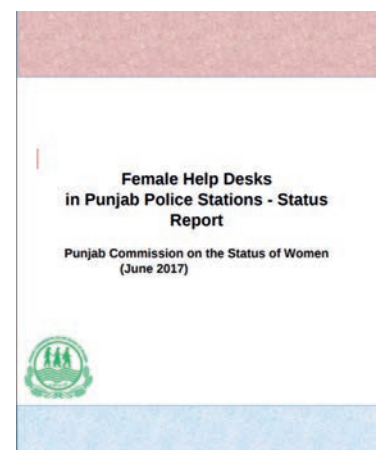 Female Help Desks
in Punjab Police Stations - Status
Report
Punjab Commission on the Status of Women
(June 2017)